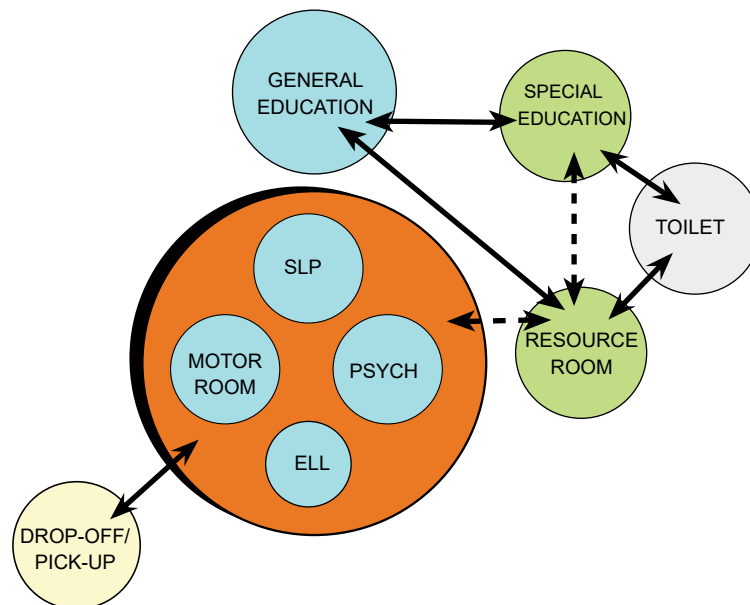 GENERAL
EDUCATION
SPECIAL
EDUCATION
TOILET
SLP
MOTOR
ROOM
PSYCH
RESOURCE
ROOM
ELL
DROP-OFF/
PICK-UP